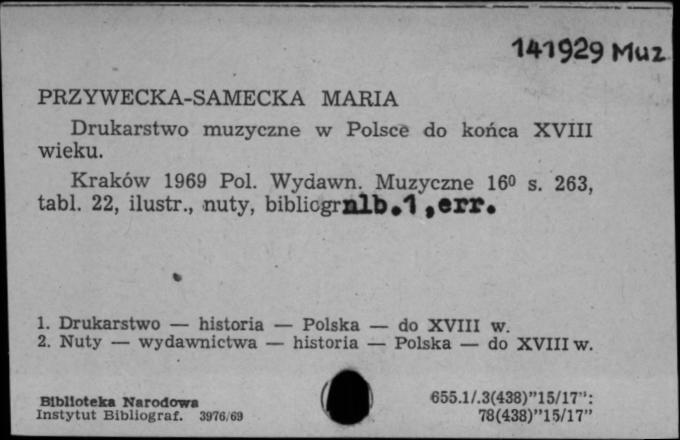 141929 Muz
PRZYWECKA-SAMECKA MARIA
Drukarstwo muzyczne w Polsce do końca XVIII
wieku.
Kraków 1969 Pol. Wydawn. Muzyczne 16⁰ s. 263,
tabl. 22, ilustr., nuty, bibliogr nlb.1,err.
1. Drukarstwo — historia — Polska — do XVIII w.
2. Nuty — wydawnictwa — historia — Polska — do XVIII w.
Biblioteka Narodowa
Instytut Bibliograf. 3976/69
655.1/.3(438)"15/17":
78(438)"15/17"